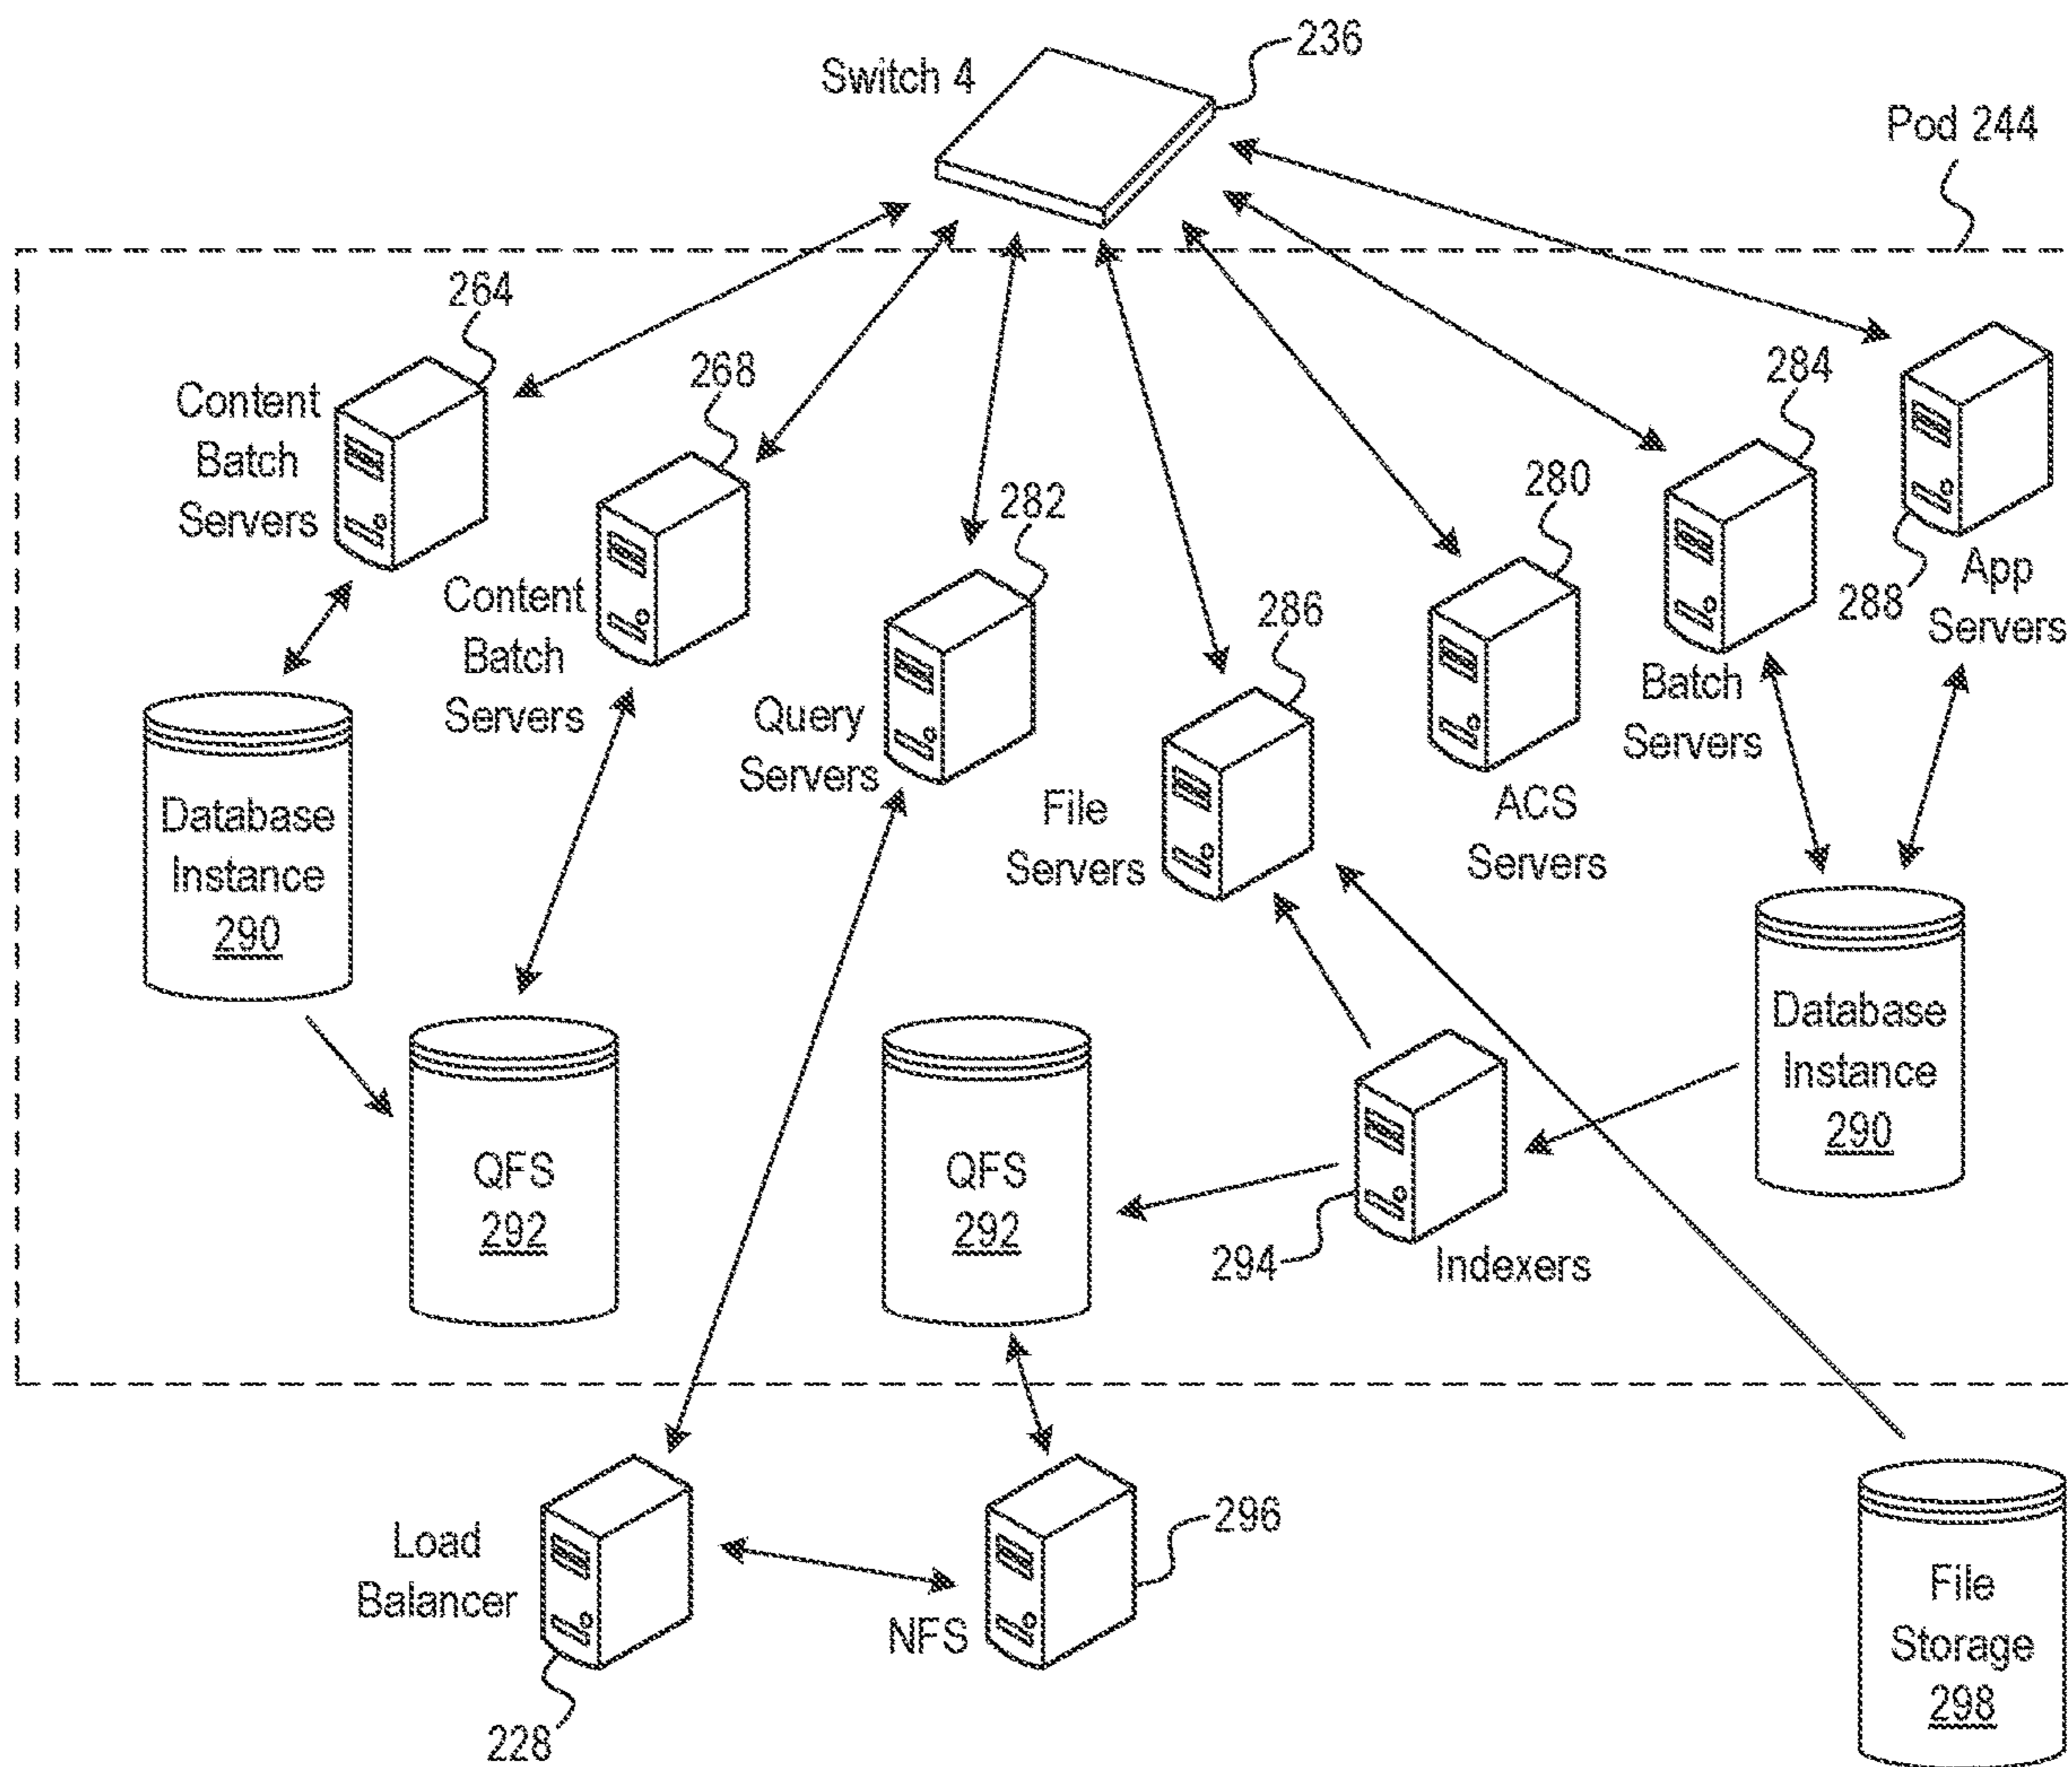 236
Switch 4
Pod 244
264
268
284
Content
Batch
Servers
280
282
288
App
Servers
Content
Batch
Servers
286
Batch
Servers
Query
Servers
File
Servers
ACS
Servers
Database
Instance
290
Database
Instance
290
QFS
292
QFS
292
294
Indexers
Load
Balancer
296
NFS
File
Storage
298
228